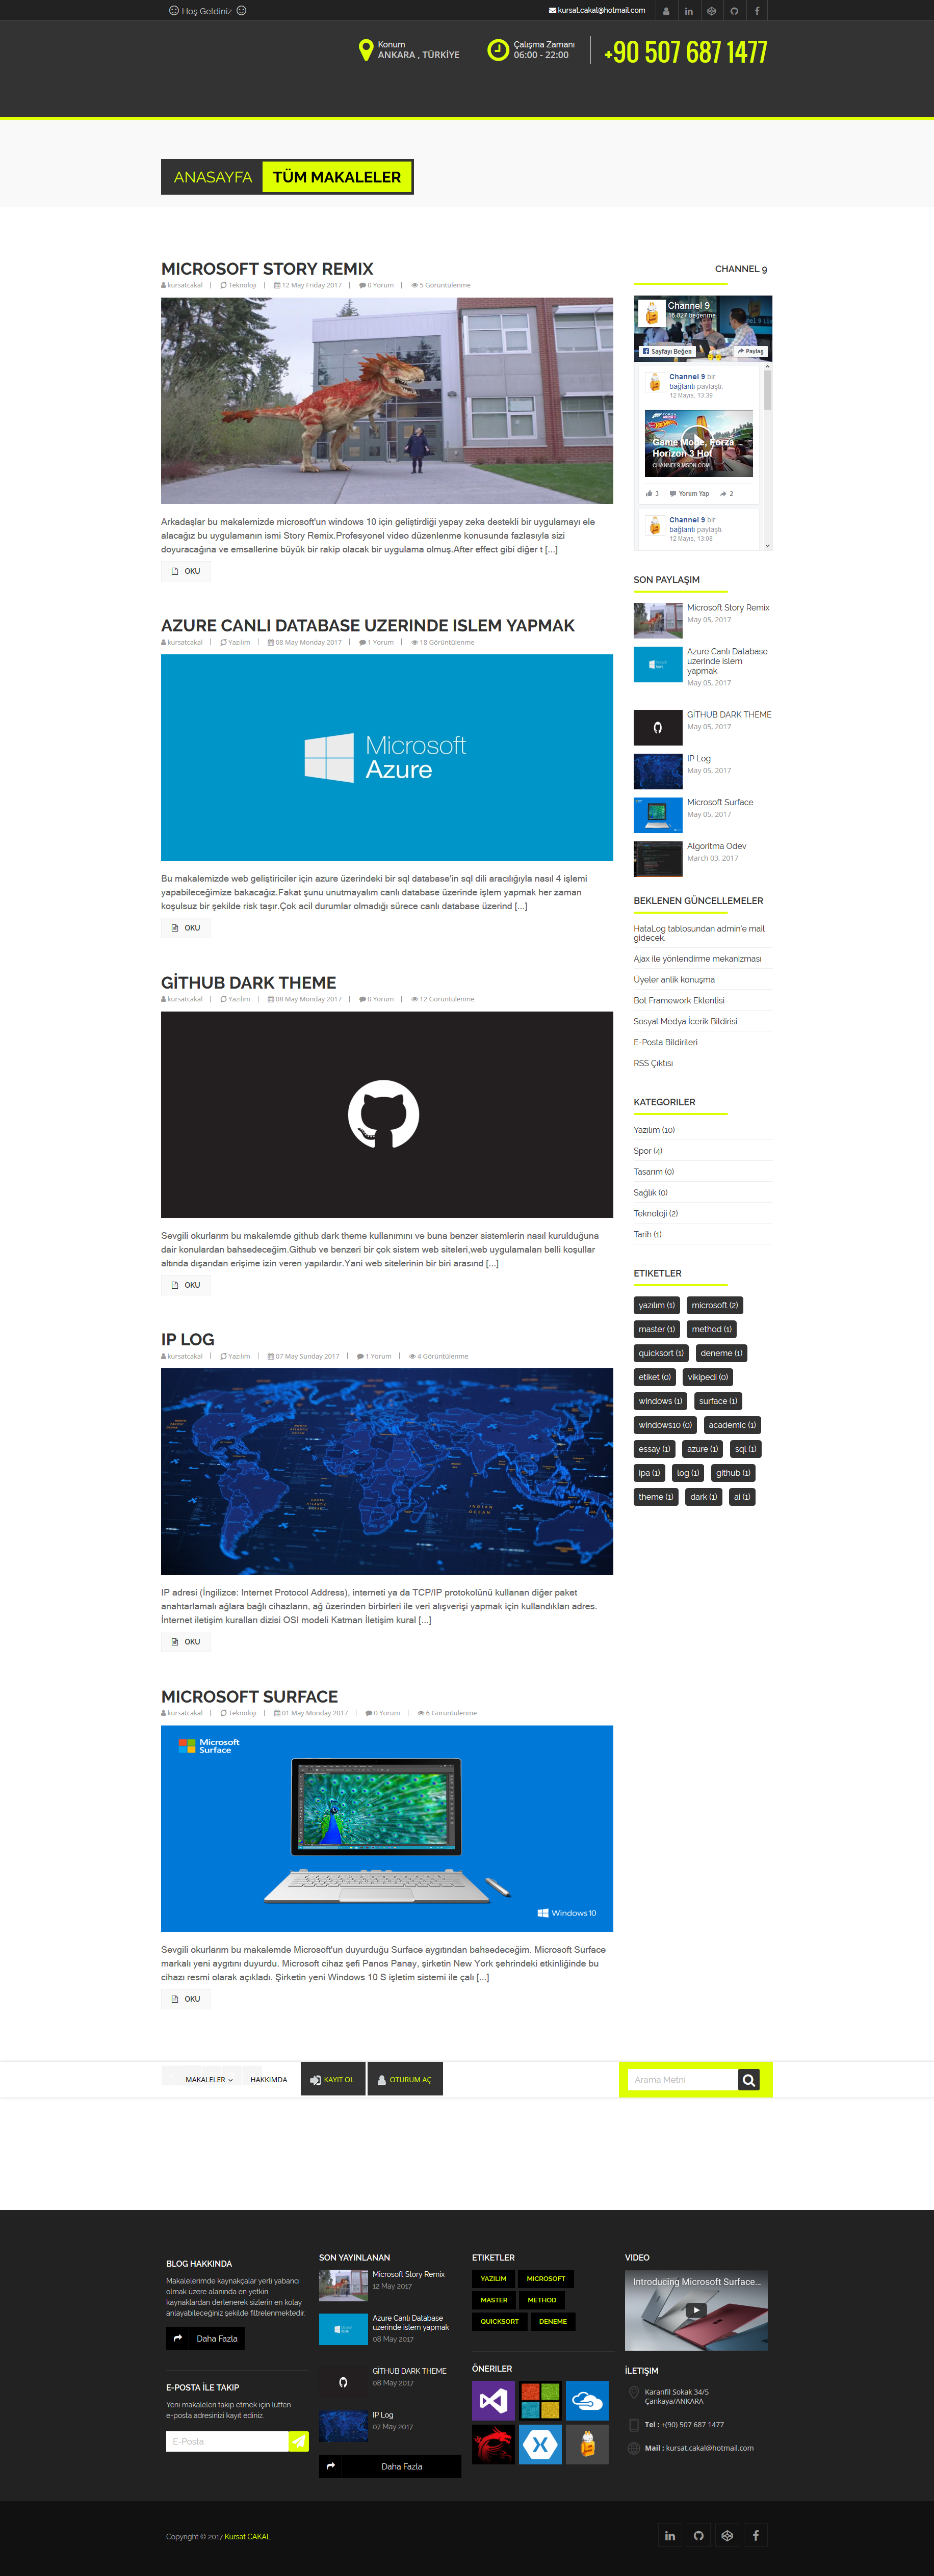 Hoş Geldiniz
kursat.cakal@hotmail.com
Konum
ANKARA , TÜRKİYE
Çalışma Zamanı
06:00 - 22:00
+90 507 687 1477
ANASAYFA
TÜM MAKALELER
MICROSOFT STORY REMIX
kursatcakal | Teknoloji | 12 May Friday 2017 | 0 Yorum | 5 Görüntülenme
Arkadaşlar bu makalemizde microsoft'un windows 10 için geliştirdiği yapay zeka destekli bir uygulamayı ele
alacağız bu uygulamanın ismi Story Remix.Profesyonel video düzenlenme konusunda fazlasıyla sizi
doyuracağına ve emsallerine büyük bir rakip olacak bir uygulama olmuş.After effect gibi diğer t [...]
OKU
AZURE CANLI DATABASE UZERINDE ISLEM YAPMAK
kursatcakal | Yazılım | 08 May Monday 2017 | 1 Yorum | 18 Görüntülenme
Microsoft
Azure
Bu makalemizde web geliştiriciler için azure üzerindeki bir sql database'in sql dili aracılığıyla nasıl 4 işlemi
yapabileceğimize bakacağız.Fakat şunu unutmayalım canlı database üzerinde işlem yapmak her zaman
koşulsuz bir şekilde risk taşır.Çok acil durumlar olmadığı sürece canlı database üzerind [...]
OKU
GİTHUB DARK THEME
kursatcakal | Yazılım | 08 May Monday 2017 | 0 Yorum | 12 Görüntülenme
Sevgili okurlarım bu makalemde github dark theme kullanımını ve buna benzer sistemlerin nasıl kurulduğuna
dair konulardan bahsedeceğim.Github ve benzeri bir çok sistem web siteleri,web uygulamaları belli koşullar
altında dışarıdan erişime izin veren yapılardır.Yani web sitelerinin bir biri arasınd [...]
OKU
IP LOG
kursatcakal | Yazılım | 07 May Sunday 2017 | 1 Yorum | 4 Görüntülenme
IP adresi (İngilizce: Internet Protocol Address), interneti ya da TCP/IP protokolünü kullanan diğer paket
anahtarlamalı ağlara bağlı cihazların, ağ üzerinden birbirleri ile veri alışverişi yapmak için kullandıkları adres.
İnternet iletişim kuralları dizisi OSI modeli Katman İletişim kural [...]
OKU
MICROSOFT SURFACE
kursatcakal | Teknoloji | 01 May Monday 2017 | 0 Yorum | 6 Görüntülenme
Microsoft
Surface
Windows 10
Sevgili okurlarım bu makalemde Microsoft'un duyurduğu Surface aygıtından bahsedeceğim. Microsoft Surface
markalı yeni aygıtını duyurdu. Microsoft cihaz şefi Panos Panay, şirketin New York şehrindeki etkinliğinde bu
cihazı resmi olarak açıkladı. Şirketin yeni Windows 10 S işletim sistemi ile çalı [...]
OKU
CHANNEL 9
Channel 9
16.027 beğenme
Sayfayı Beğen
Paylaş
Channel 9 bir
bağlantı paylaştı.
12 Mayıs, 13:39
Game Mode, Forza
Horizon 3 Hot
CHANNEL9.MSDN.COM
3
Yorum Yap
2
Channel 9 bir
bağlantı paylaştı.
12 Mayıs, 13:08
SON PAYLAŞIM
Microsoft Story Remix
May 05, 2017
Azure Canlı Database
uzerinde islem
yapmak
May 05, 2017
GİTHUB DARK THEME
May 05, 2017
IP Log
May 05, 2017
Microsoft Surface
May 05, 2017
Algoritma Odev
March 03, 2017
BEKLENEN GÜNCELLEMELER
HataLog tablosundan admin'e mail
gidecek.
Ajax ile yönlendirme mekanizması
Üyeler anlik konuşma
Bot Framework Eklentisi
Sosyal Medya İcerik Bildirisi
E-Posta Bildirileri
RSS Çıktısı
KATEGORILER
Yazılım (10)
Spor (4)
Tasarım (0)
Sağlık (0)
Teknoloji (2)
Tarih (1)
ETIKETLER
yazılım (1) microsoft (2)
master (1) method (1)
quicksort (1) deneme (1)
etiket (0) vikipedi (0)
windows (1) surface (1)
windows10 (0) academic (1)
essay (1) azure (1) sql (1)
ipa (1) log (1) github (1)
theme (1) dark (1) ai (1)
MAKALELER
HAKKIMDA
KAYIT OL
OTURUM AÇ
Arama Metni
BLOG HAKKINDA
Makalelerimde kaynakçalar yerli yabancı
olmak üzere alanında en yetkin
kaynaklardan derlenerek sizlerin en kolay
anlayabileceğiniz şekilde filtrelenmektedir.
Daha Fazla
E-POSTA İLE TAKIP
Yeni makaleleri takip etmek için lütfen
e-posta adresinizi kayıt ediniz.
E-Posta
SON YAYINLANAN
Microsoft Story Remix
12 May 2017
Azure Canlı Database
uzerinde islem yapmak
08 May 2017
GİTHUB DARK THEME
08 May 2017
IP Log
07 May 2017
Daha Fazla
ETIKETLER
YAZILIM
MICROSOFT
MASTER
METHOD
QUICKSORT
DENEME
ÖNERILER
VIDEO
Introducing Microsoft Surface...
İLETIŞIM
Karanfil Sokak 34/5
Çankaya/ANKARA
Tel : +(90) 507 687 1477
Mail : kursat.cakal@hotmail.com
Copyright © 2017 Kursat CAKAL